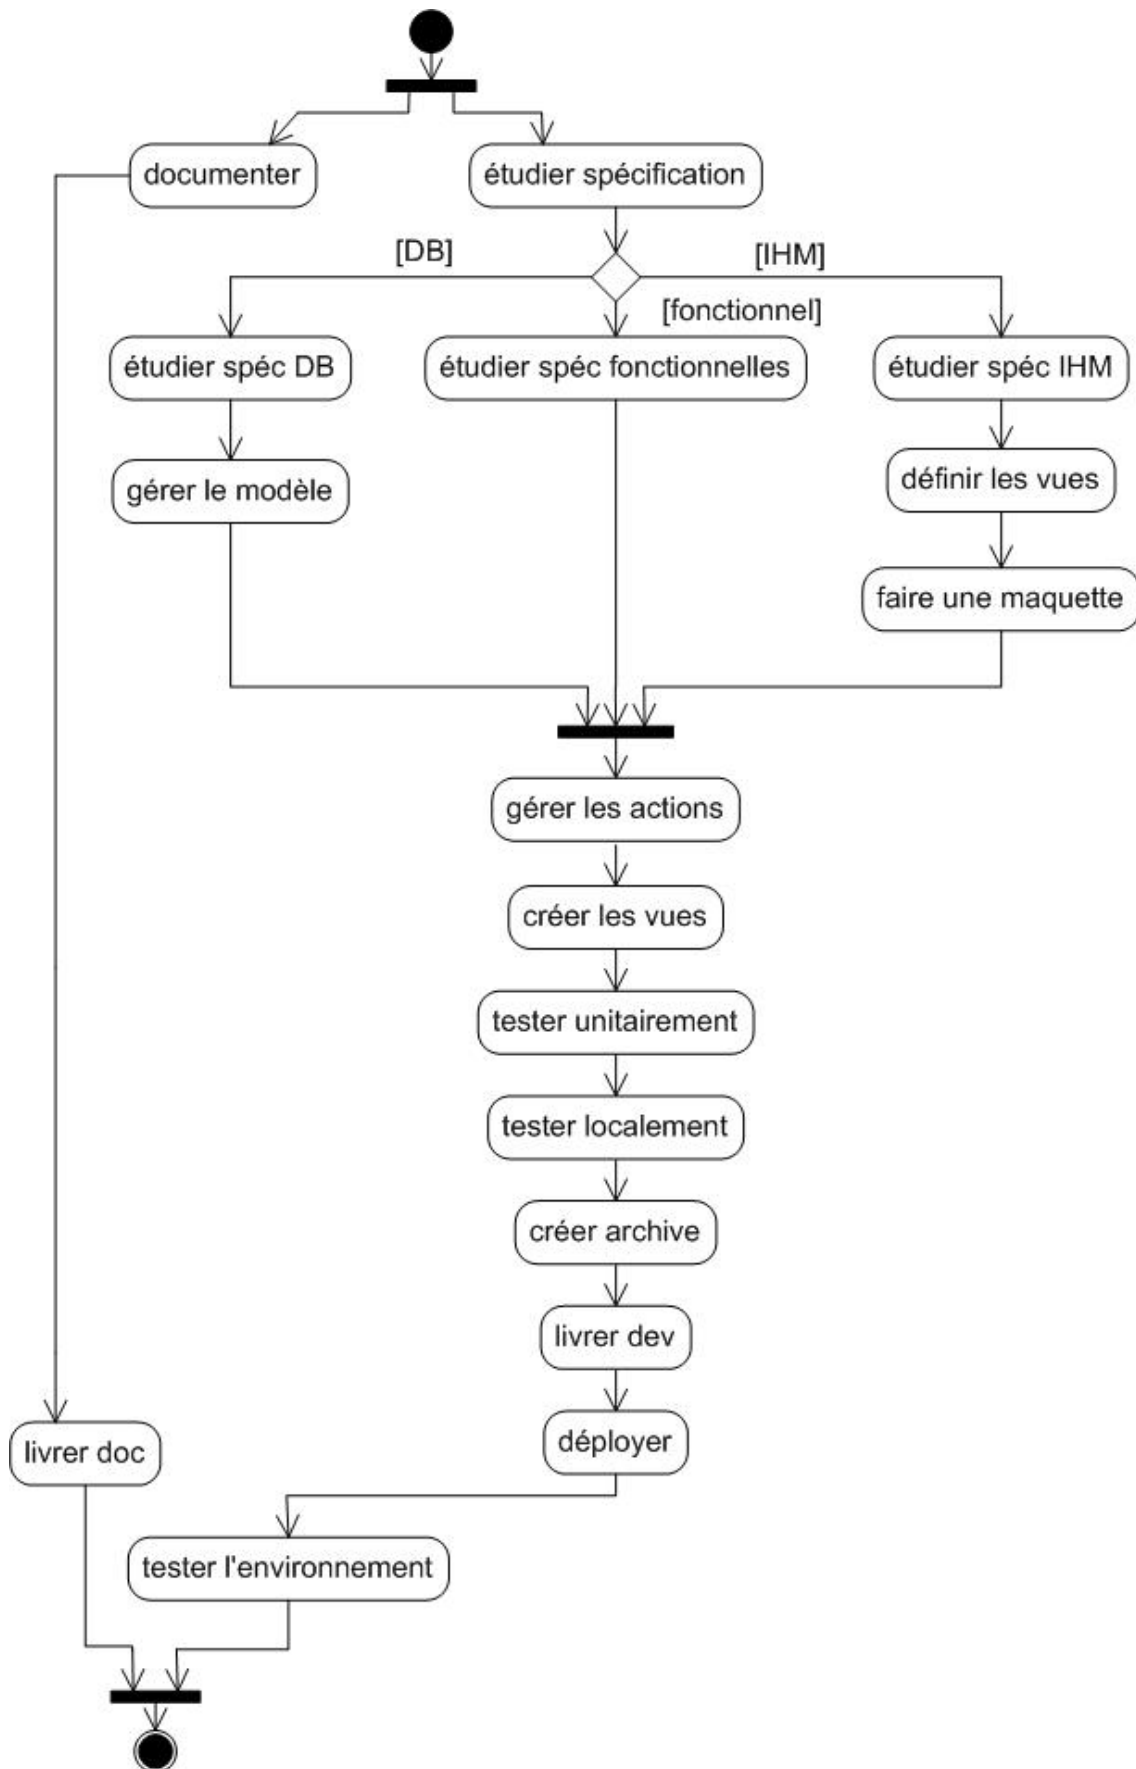 documenter
étudier spécification
[DB]
[IHM]
[fonctionnel]
étudier spéc DB
étudier spéc fonctionnelles
étudier spéc IHM
gérer le modèle
définir les vues
faire une maquette
gérer les actions
créer les vues
tester unitairement
tester localement
créer archive
livrer dev
déployer
livrer doc
tester l'environnement